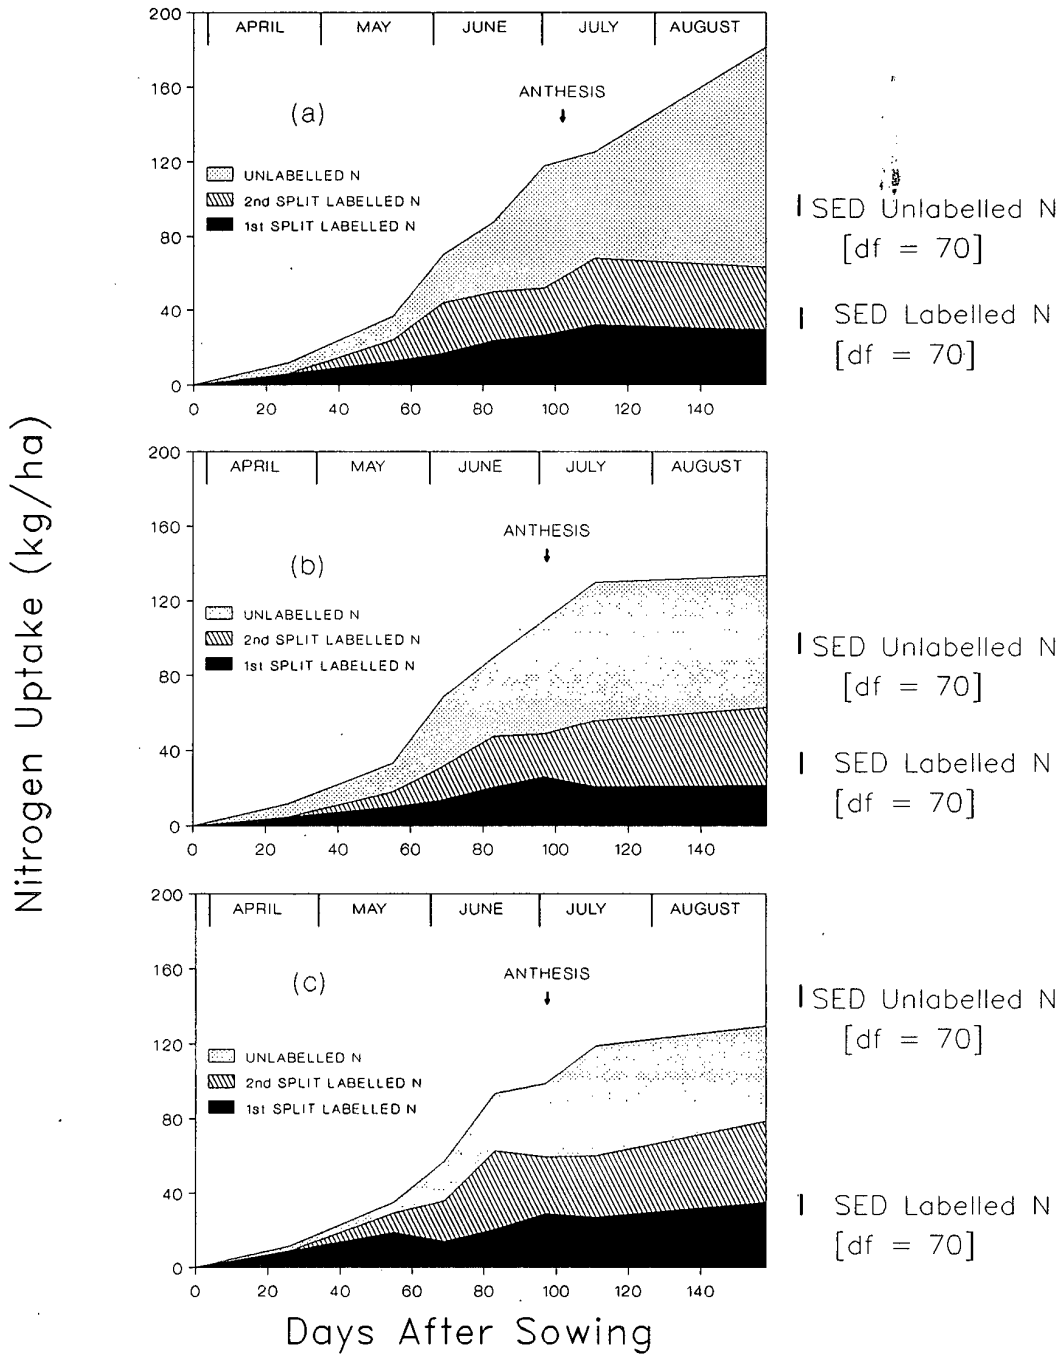 Nitrogen Uptake (kg/ha)
200
160
120
80
40
0
APRIL MAY JUNE JULY AUGUST
(a)
ANTHESIS
UNLABELLED N
2nd SPLIT LABELLED N
1st SPLIT LABELLED N
0 20 40 60 80 100 120 140
SED Unlabelled N
[df = 70]
SED Labelled N
[df = 70]
200
160
120
80
40
0
APRIL MAY JUNE JULY AUGUST
ANTHESIS
(b)
UNLABELLED N
2nd SPLIT LABELLED N
1st SPLIT LABELLED N
0 20 40 60 80 100 120 140
SED Unlabelled N
[df = 70]
SED Labelled N
[df = 70]
200
160
120
80
40
0
APRIL MAY JUNE JULY AUGUST
ANTHESIS
(c)
UNLABELLED N
2nd SPLIT LABELLED N
1st SPLIT LABELLED N
0 20 40 60 80 100 120 140
SED Unlabelled N
[df = 70]
SED Labelled N
[df = 70]
Days After Sowing